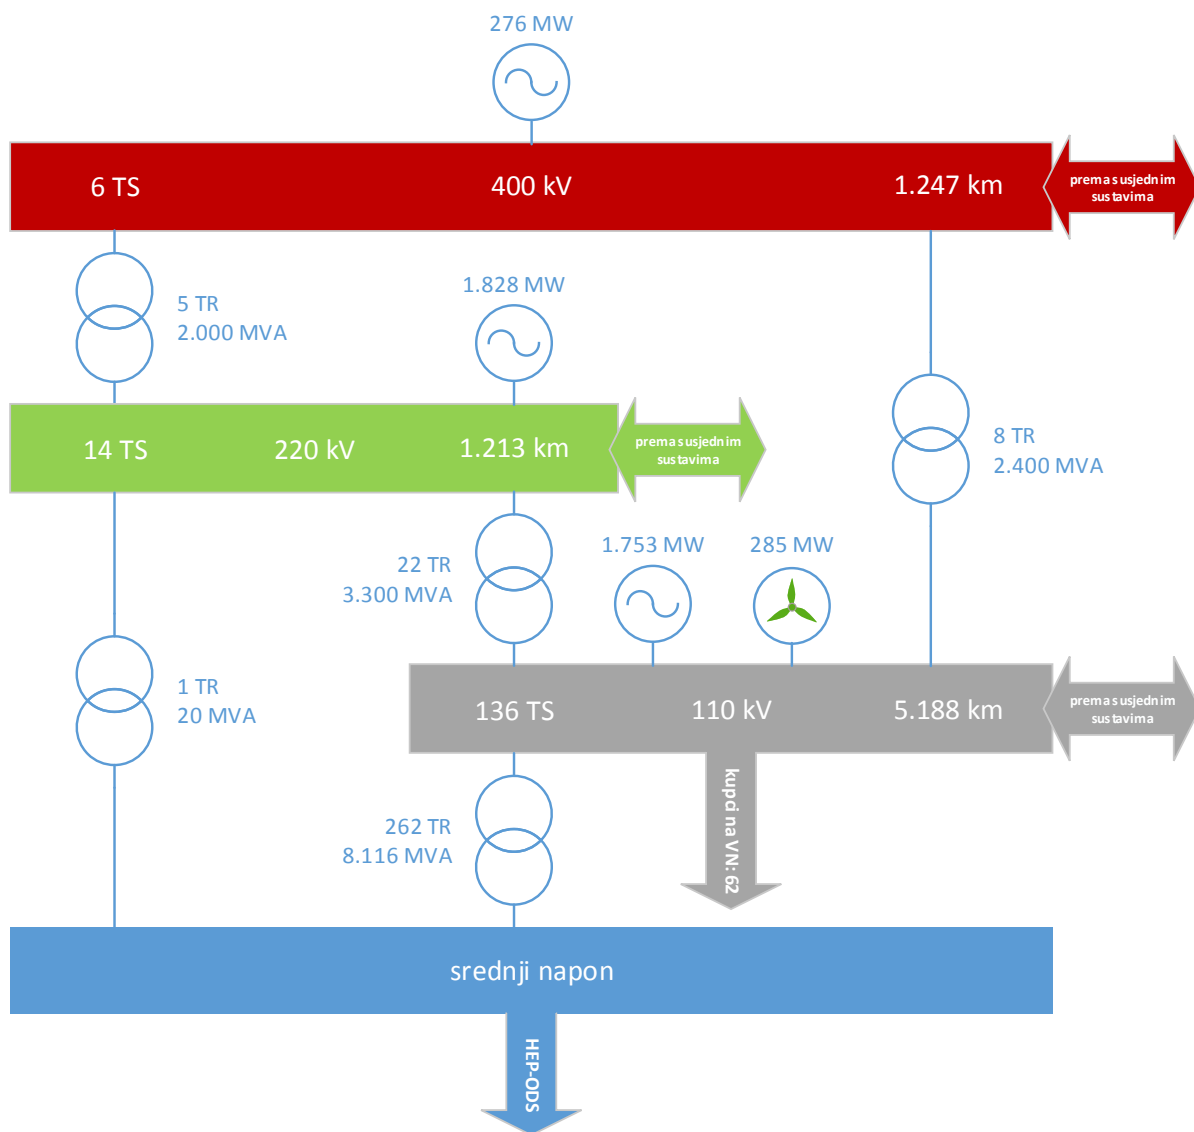 276 MW
6 TS
400 kV
1.247 km
prema susjednim
sustavima
5 TR
2.000 MVA
1.828 MW
14 TS
220 kV
1.213 km
prema susjednim
sustavima
8 TR
2.400 MVA
22 TR
3.300 MVA
1.753 MW
285 MW
1 TR
20 MVA
136 TS
110 kV
5.188 km
prema susjednim
sustavima
kupci na VN: 62
262 TR
8.116 MVA
srednji napon
HEP-ODS